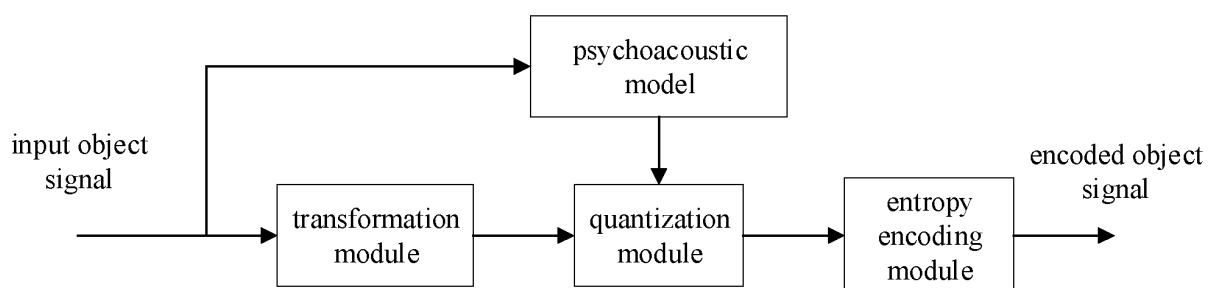 psychoacoustic
model
input object
signal
transformation
module
quantization
module
entropy
encoding
module
encoded object
signal